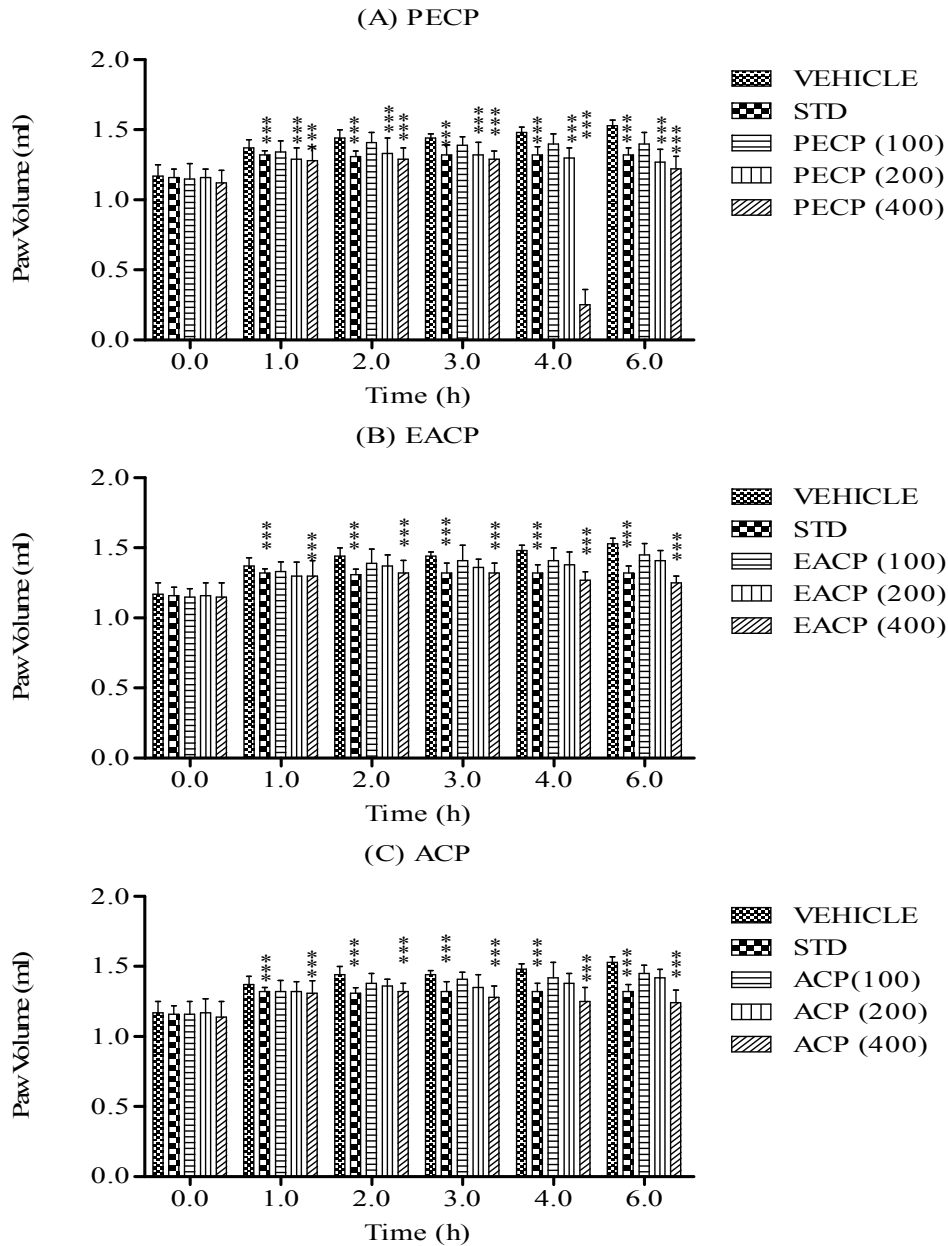 (A) PECP
2.0
1.5
1.0
0.5
0.0
Paw Volume (ml)
*** *** *** *** *** *** *** *** *** *** *** *** *** *** ***
0.0 1.0 2.0 3.0 4.0 6.0
Time (h)
VEHICLE
STD
PECP (100)
PECP (200)
PECP (400)
(B) EACP
2.0
1.5
1.0
0.5
0.0
Paw Volume (ml)
*** *** *** *** *** *** *** *** *** ***
0.0 1.0 2.0 3.0 4.0 6.0
Time (h)
VEHICLE
STD
EACP (100)
EACP (200)
EACP (400)
(C) ACP
2.0
1.5
1.0
0.5
0.0
Paw Volume (ml)
*** *** *** *** *** *** *** *** *** ***
0.0 1.0 2.0 3.0 4.0 6.0
Time (h)
VEHICLE
STD
ACP(100)
ACP (200)
ACP (400)